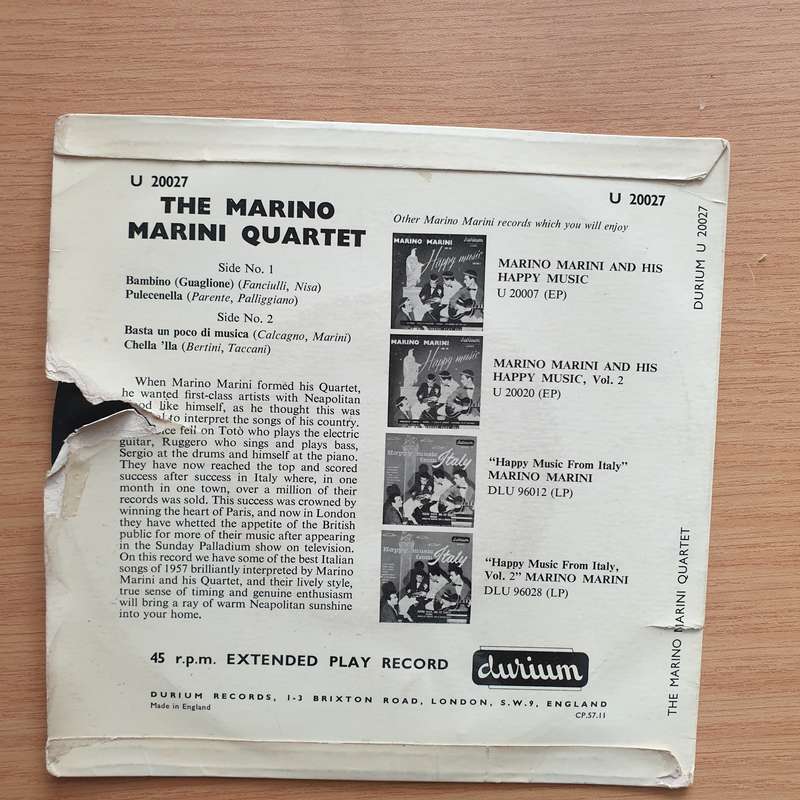 U 20027
THE MARINO
MARINI QUARTET
Side No. 1
Bambino (Guaglione) (Fanciulli, Nisa)
Pulecenella (Parente, Palliggiano)
Side No. 2
Basta un poco di musica (Calcagno, Marini)
Chella 'lla (Bertini, Taccani)
When Marino Marini formed his Quartet,
he wanted first-class artists with Neapolitan
like himself, as he thought this was
to interpret the songs of his country.
fell on Totò who plays the electric
guitar, Ruggero who sings and plays bass,
Sergio at the drums and himself at the piano.
They have now reached the top and scored
success after success in Italy where, in one
month in one town, over a million of their
records was sold. This success was crowned by
winning the heart of Paris, and now in London
they have whetted the appetite of the British
public for more of their music after appearing
in the Sunday Palladium show on television.
On this record we have some of the best Italian
songs of 1957 brilliantly interpreted by Marino
Marini and his Quartet, and their lively style,
true sense of timing and genuine enthusiasm
will bring a ray of warm Neapolitan sunshine
into your home.
U 20027
Other Marino Marini records which you will enjoy
MARINO MARINI
durium
Happy music
MARINO MARINI AND HIS
HAPPY MUSIC
U 20007 (EP)
MARINO MARINI
Happy music
MARINO MARINI AND HIS
HAPPY MUSIC, Vol. 2
U 20020 (EP)
Happy music
from Italy
"Happy Music From Italy"
MARINO MARINI
DLU 96012 (LP)
Happy music
from Italy
"Happy Music From Italy,
Vol. 2" MARINO MARINI
DLU 96028 (LP)
45 r.p.m. EXTENDED PLAY RECORD
durium
DURIUM RECORDS, 1-3 BRIXTON ROAD, LONDON, S.W.9, ENGLAND
Made in England
CP.57.11
DURIUM U 20027
THE MARINO MARINI QUARTET